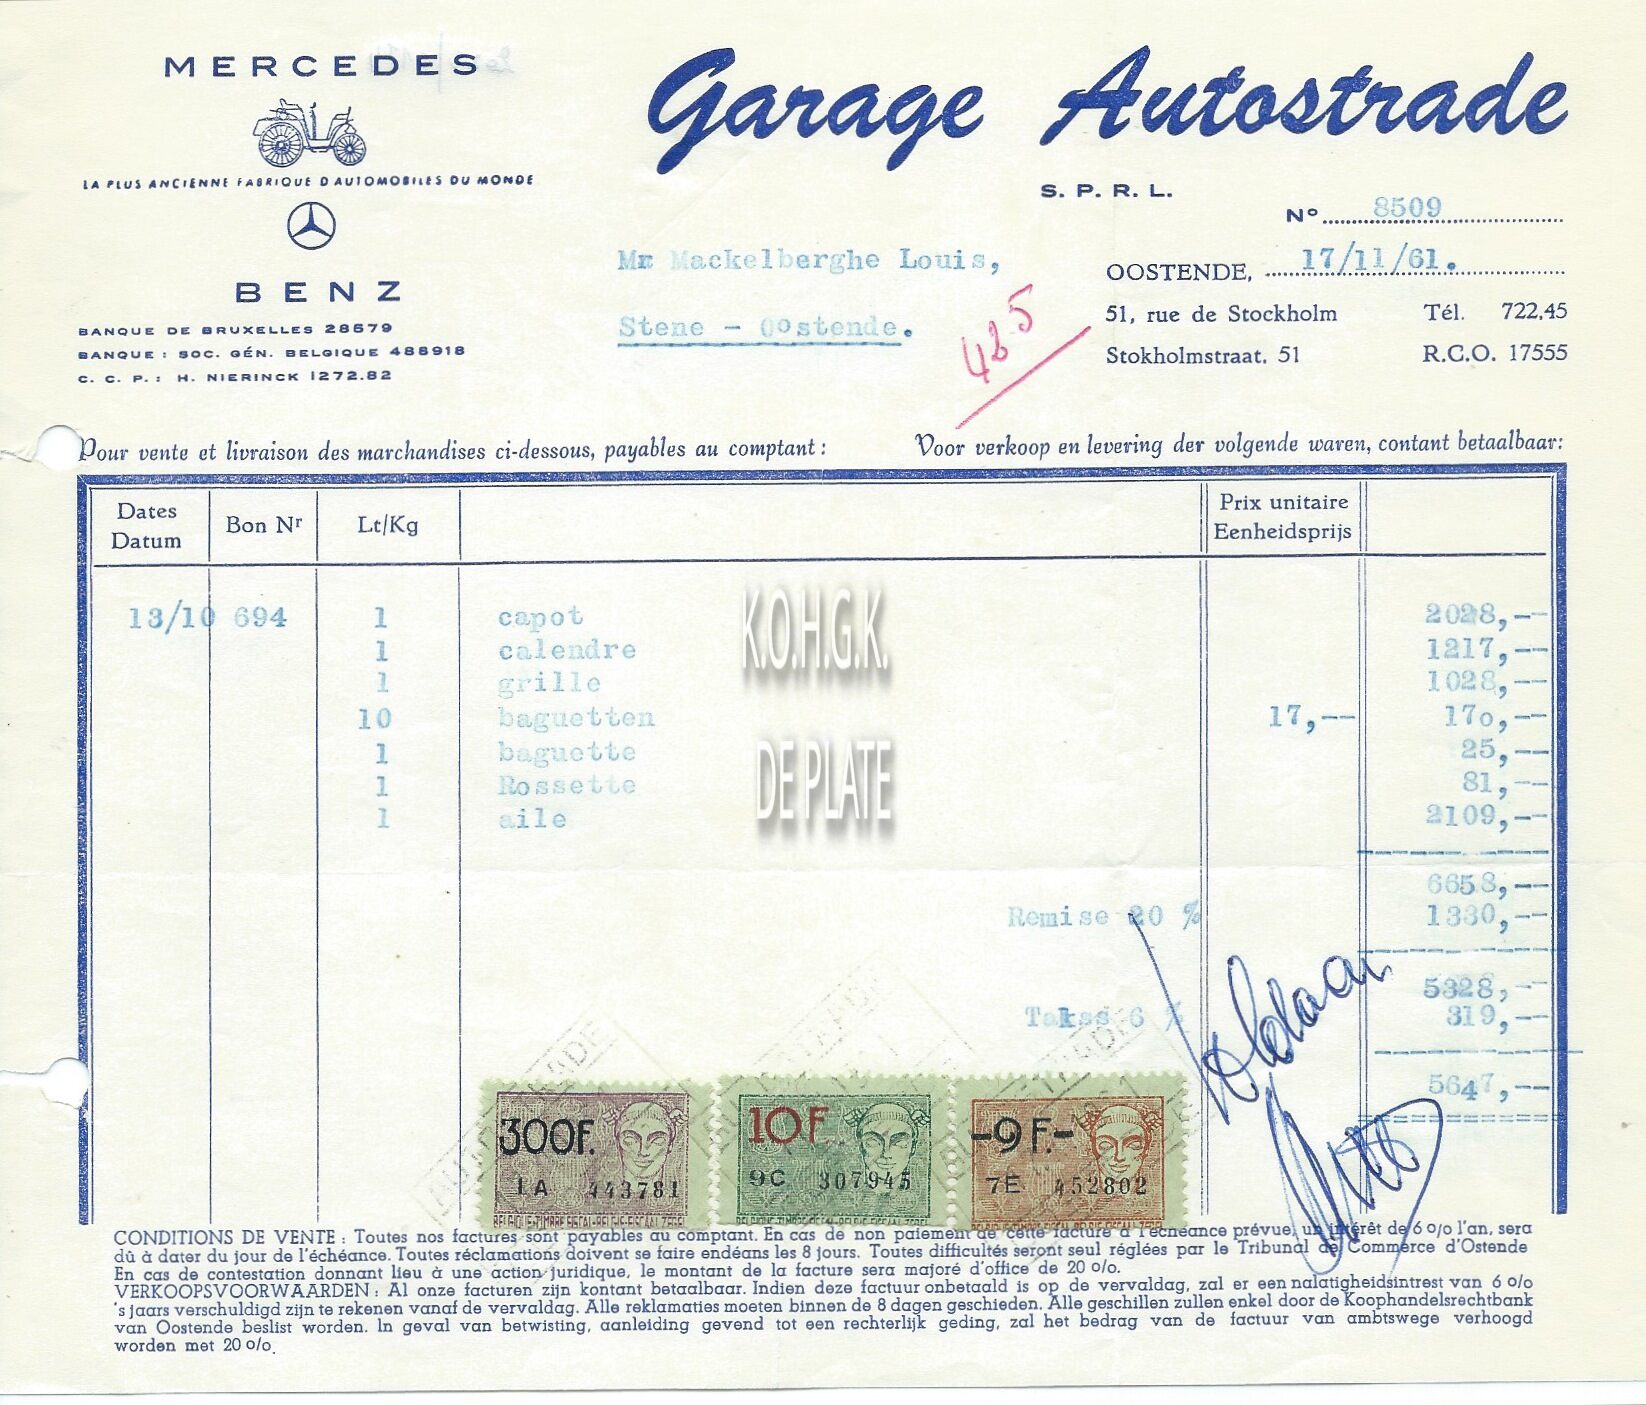 MERCEDES
LA PLUS ANCIENNE FABRIQUE D'AUTOMOBILES DU MONDE
BENZ
BANQUE DE BRUXELLES 28579
BANQUE : SOC. GÉN. BELGIQUE 488918
C. C. P. : H. NIERINCK 1272.82
Garage Autostrade
S. P. R. L.
N° 8509
Mr Mackelberghe Louis,
Stene - Oostende.
485
OOSTENDE, 17/11/61.
51, rue de Stockholm Tél. 722,45
Stokholmstraat, 51 R.C.O. 17555
Pour vente et livraison des marchandises ci-dessous, payables au comptant :
Voor verkoop en levering der volgende waren, contant betaalbaar:
Dates Datum Bon Nr Lt/Kg Prix unitaire Eenheidsprijs
13/10 694 1 capot 2028,--
1 calendre 1217,--
1 grille 1028,--
10 baguetten 17,-- 170,--
1 baguette 25,--
1 Rossette 81,--
1 aile 2109,--
K.O.H.G.K.
DE PLATE
6658,--
Remise 20 % 1330,--
5328,--
Takss 6 % 319,--
5647,--
Voldaan
300F. 1A 443781
10F 9C 307945
-9F.- 7E 452802
CONDITIONS DE VENTE : Toutes nos factures sont payables au comptant. En cas de non paiement de cette facture à l'échéance prévue, un intérêt de 6 o/o l'an, sera
dû à dater du jour de l'échéance. Toutes réclamations doivent se faire endéans les 8 jours. Toutes difficultés seront seul réglées par le Tribunal de Commerce d'Ostende
En cas de contestation donnant lieu à une action juridique, le montant de la facture sera majoré d'office de 20 o/o.
VERKOOPSVOORWAARDEN : Al onze facturen zijn kontant betaalbaar. Indien deze factuur onbetaald is op de vervaldag, zal er een nalatigheidsintrest van 6 o/o
's jaars verschuldigd zijn te rekenen vanaf de vervaldag. Alle reklamaties moeten binnen de 8 dagen geschieden. Alle geschillen zullen enkel door de Koophandelsrechtbank
van Oostende beslist worden. In geval van betwisting, aanleiding gevend tot een rechterlijk geding, zal het bedrag van de factuur van ambtswege verhoogd
worden met 20 o/o.